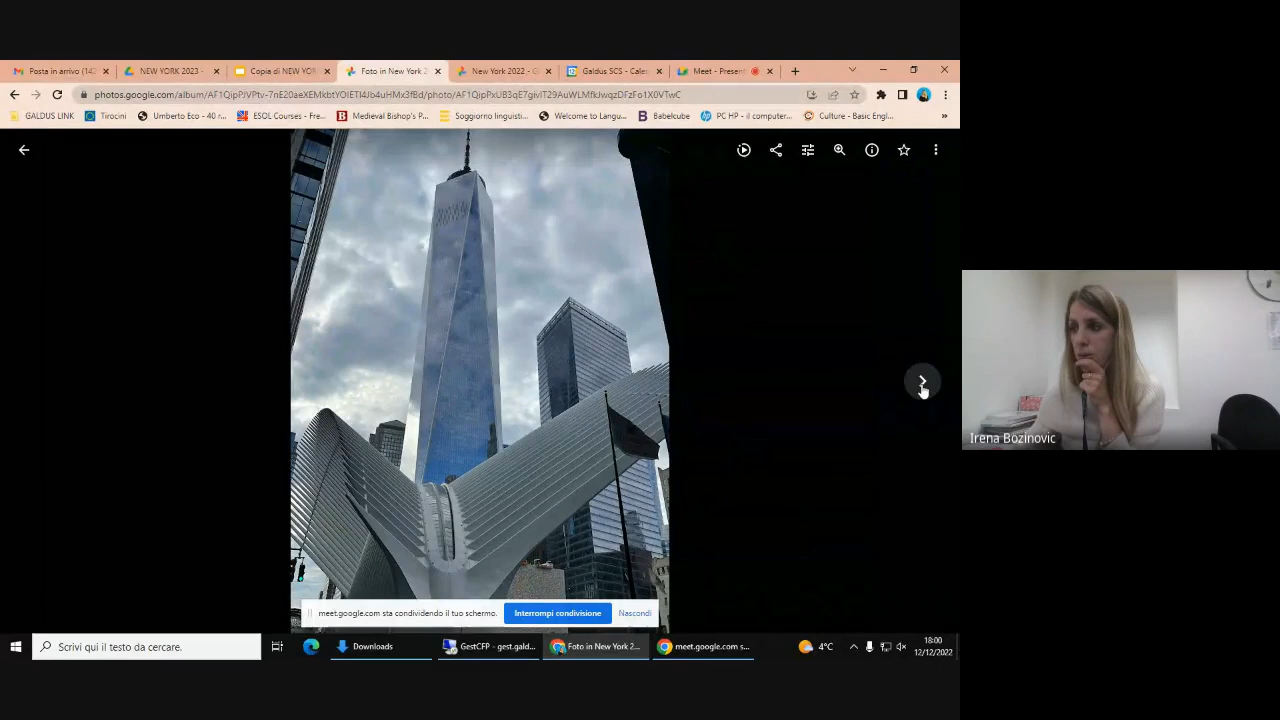 Posta in arrivo (142
NEW YORK 2023 -
Copia di NEW YO
Foto in New York 2
New York 2022 - G
Galdus SCS - Cale
Meet - Present
photos.google.com/album/AF1QipPJVPtv-7nE20aeXEMkbtYOIETI4Jb4uHMx3fBd/photo/AF1QipPxUB3qE7givIT29AuWLMfkJwqzDFzFo1X0VTwC
GALDUS LINK
Tirocini
Umberto Eco - 40 r...
ESOL Courses - Fre...
Medieval Bishop's P...
Soggiorno linguisti...
Welcome to Langu...
Babelcube
PC HP - il computer...
Culture - Basic Engl...
Irena Bozinovic
meet.google.com sta condividendo il tuo schermo.
Interrompi condivisione
Nascondi
Scrivi qui il testo da cercare.
Downloads
GestCFP - gest.gald...
Foto in New York 2...
meet.google.com s...
4°C
18:00
12/12/2022